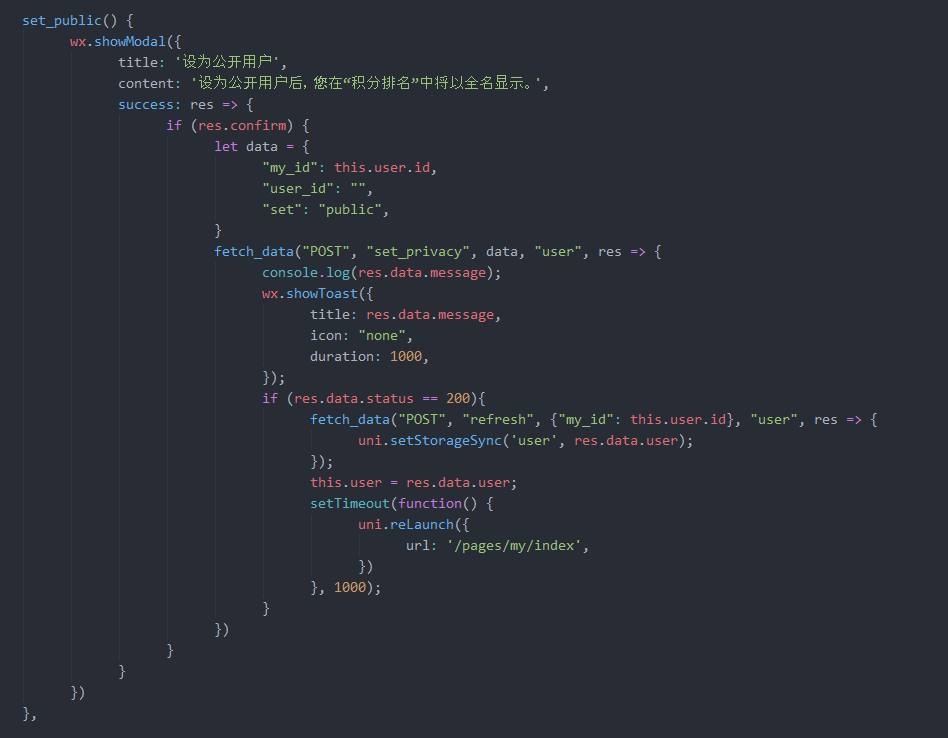 set_public() {
wx.showModal({
title: '设为公开用户',
content: '设为公开用户后，您在“积分排名”中将以全名显示。',
success: res => {
if (res.confirm) {
let data = {
"my_id": this.user.id,
"user_id": "",
"set": "public",
}
fetch_data("POST", "set_privacy", data, "user", res => {
console.log(res.data.message);
wx.showToast({
title: res.data.message,
icon: "none",
duration: 1000,
});
if (res.data.status == 200){
fetch_data("POST", "refresh", {"my_id": this.user.id}, "user", res => {
uni.setStorageSync('user', res.data.user);
});
this.user = res.data.user;
setTimeout(function() {
uni.reLaunch({
url: '/pages/my/index',
})
}, 1000);
}
})
}
}
})
},